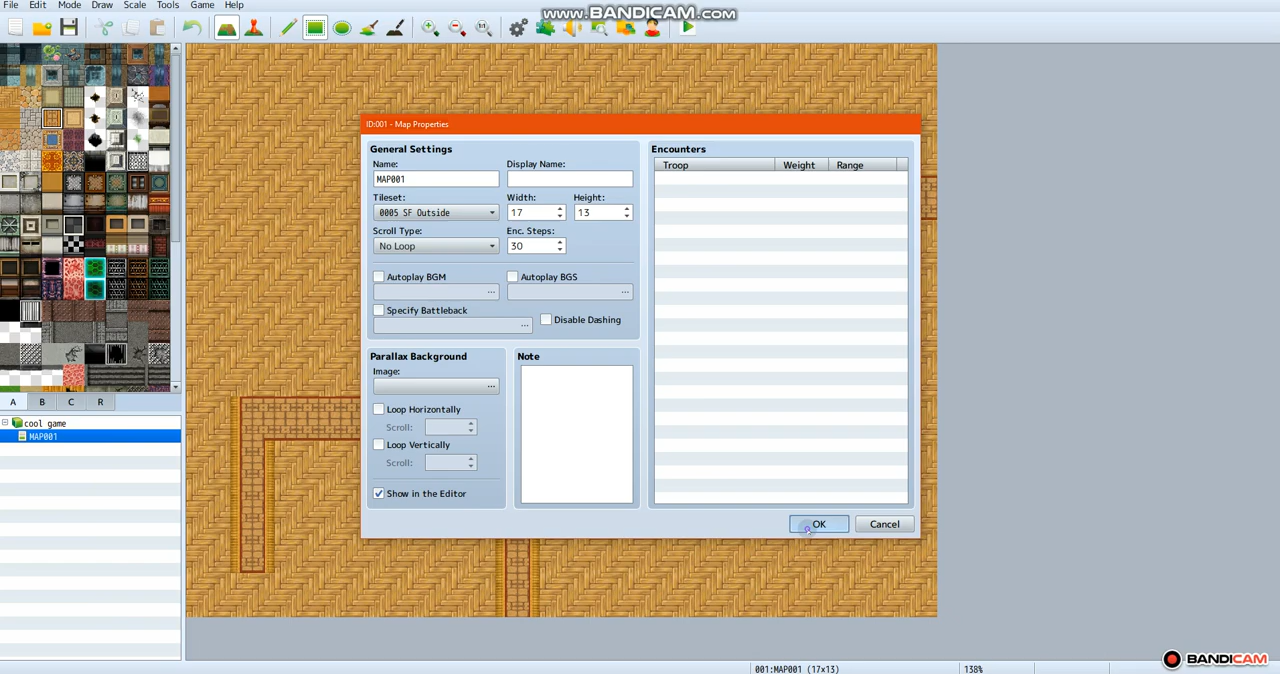 File Edit Mode Draw Scale Tools Game Help
www.BANDICAM.com
ID:001 - Map Properties
General Settings
Name:
Display Name:
MAP001
Tileset:
Width:
Height:
0005 SF Outside
17
13
Scroll Type:
Enc. Steps:
No Loop
30
Autoplay BGM
Autoplay BGS
...
...
Specify Battleback
Disable Dashing
...
Parallax Background
Image:
...
Loop Horizontally
Scroll:
Loop Vertically
Scroll:
Show in the Editor
Note
Encounters
Troop Weight Range
OK
Cancel
A B C R
cool game
MAP001
001:MAP001 (17x13)
138%
BANDICAM